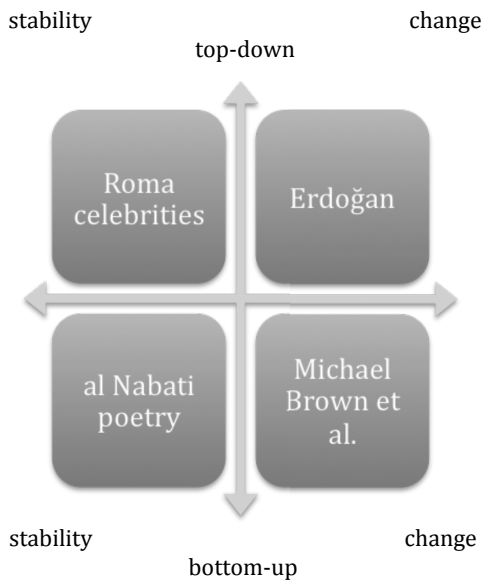 stability
change
top-down
Roma
celebrities
Erdoğan
al Nabati
poetry
Michael
Brown et
al.
stability
change
bottom-up